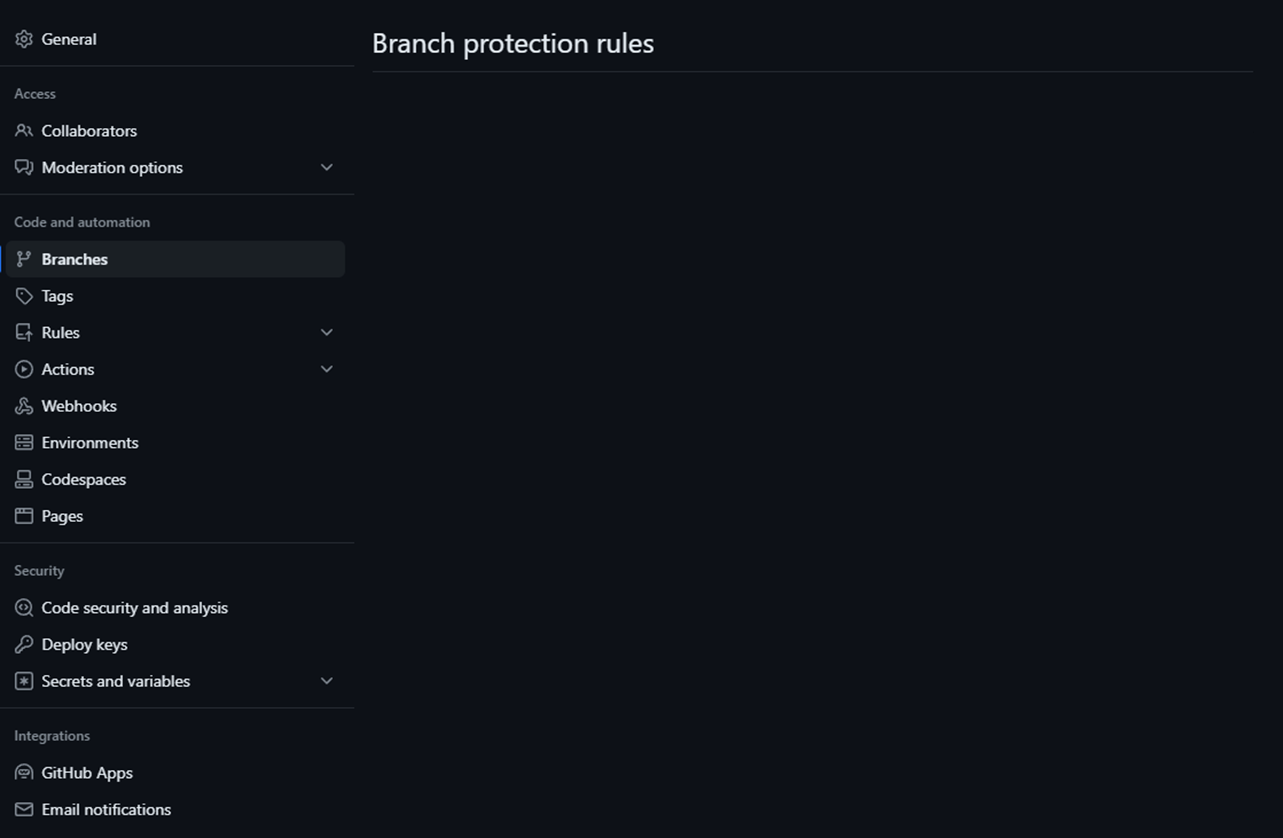 General
Branch protection rules
Access
Collaborators
Moderation options
Code and automation
Branches
Tags
Rules
Actions
Webhooks
Environments
Codespaces
Pages
Security
Code security and analysis
Deploy keys
Secrets and variables
Integrations
GitHub Apps
Email notifications